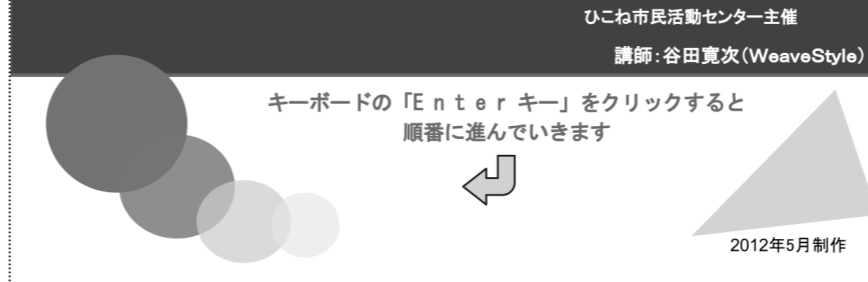 ひこね市民活動センター主催
講師：谷田寛次（WeaveStyle）
キーボードの「Ｅｎｔｅｒ キー」をクリックすると
順番に進んでいきます
2012年5月制作